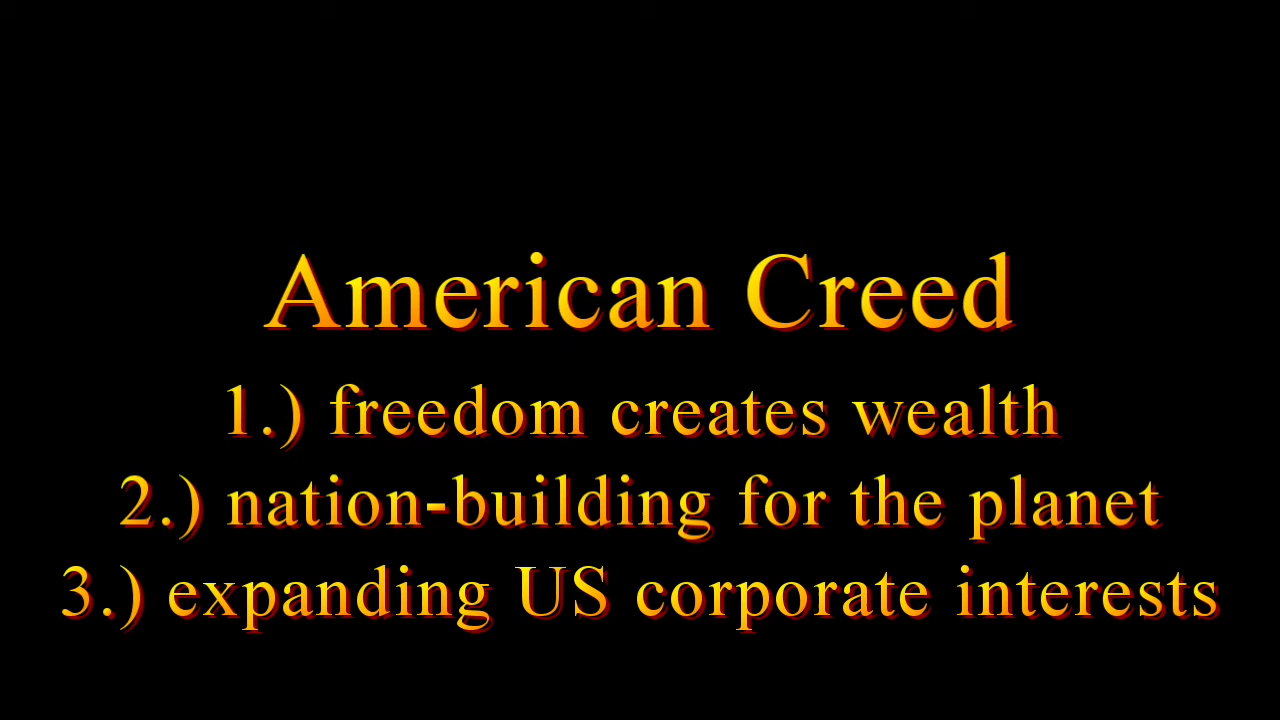 American Creed
1.) freedom creates wealth
2.) nation-building for the planet
3.) expanding US corporate interests